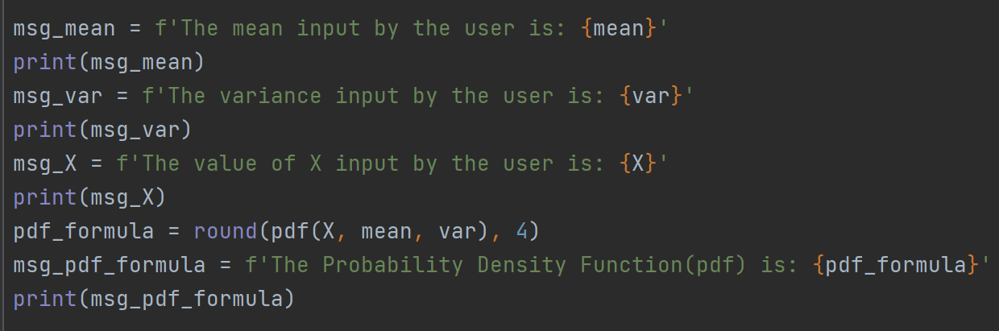 msg_mean = f'The mean input by the user is: {mean}'
print(msg_mean)
msg_var = f'The variance input by the user is: {var}'
print(msg_var)
msg_X = f'The value of X input by the user is: {X}'
print(msg_X)
pdf_formula = round(pdf(X, mean, var), 4)
msg_pdf_formula = f'The Probability Density Function(pdf) is: {pdf_formula}'
print(msg_pdf_formula)